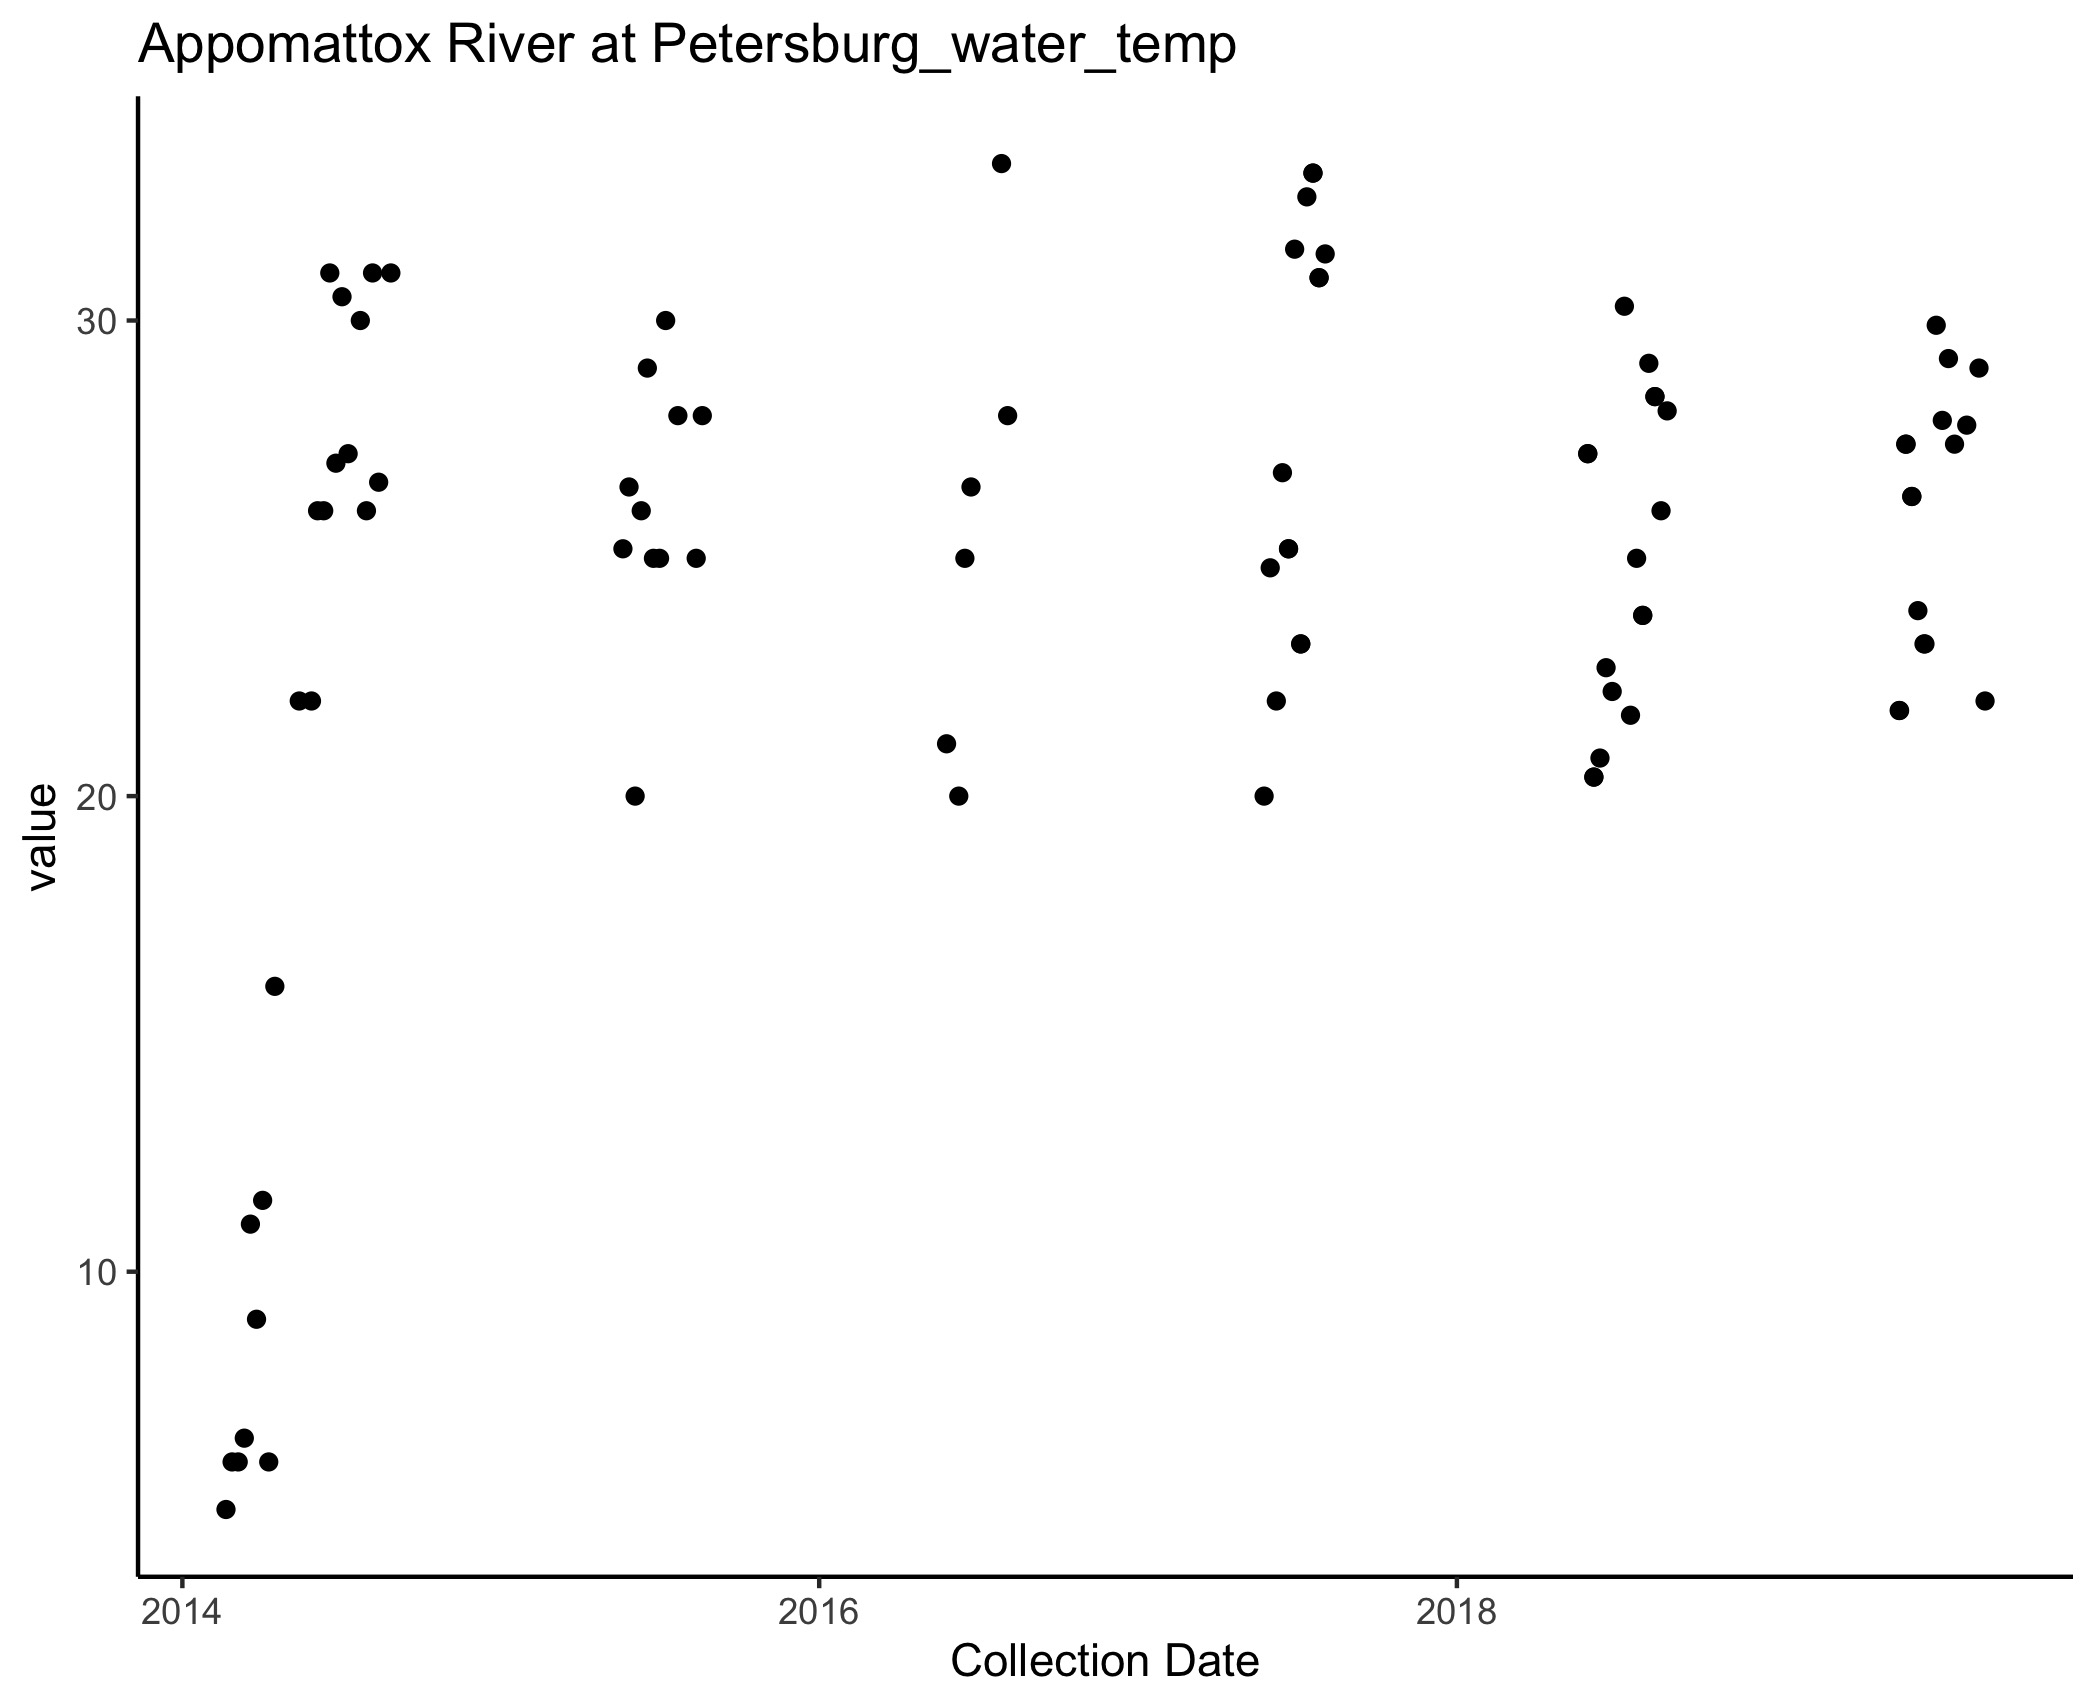 Appomattox River at Petersburg_water_temp
30
20
10
value
2014
2016
2018
Collection Date